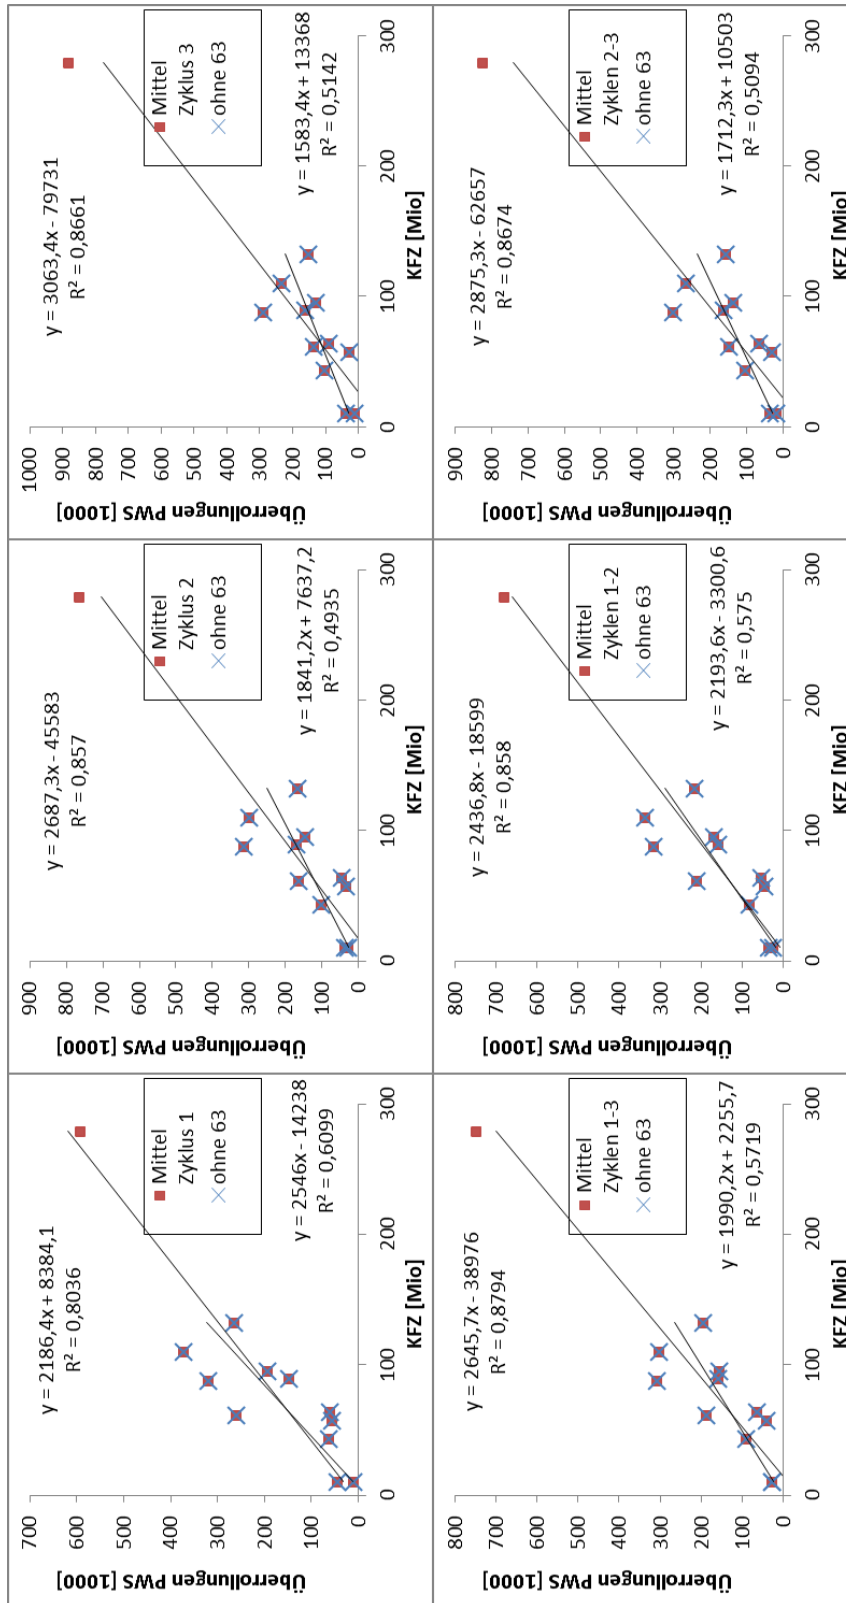 700
600
500
400
300
200
100
0
Überrollungen PWS [1000]
y = 2186,4x + 8384,1
R² = 0,8036
Mittel
Zyklus 1
ohne 63
y = 2546x - 14238
R² = 0,6099
0 100 200 300
KFZ [Mio]
900
800
700
600
500
400
300
200
100
0
Überrollungen PWS [1000]
y = 2687,3x - 45583
R² = 0,857
Mittel
Zyklus 2
ohne 63
y = 1841,2x + 7637,2
R² = 0,4935
0 100 200 300
KFZ [Mio]
1000
900
800
700
600
500
400
300
200
100
0
Überrollungen PWS [1000]
y = 3063,4x - 79731
R² = 0,8661
Mittel
Zyklus 3
ohne 63
y = 1583,4x + 13368
R² = 0,5142
0 100 200 300
KFZ [Mio]
800
700
600
500
400
300
200
100
0
Überrollungen PWS [1000]
y = 2645,7x - 38976
R² = 0,8794
Mittel
Zyklen 1-3
ohne 63
y = 1990,2x + 2255,7
R² = 0,5719
0 100 200 300
KFZ [Mio]
800
700
600
500
400
300
200
100
0
Überrollungen PWS [1000]
y = 2436,8x - 18599
R² = 0,858
Mittel
Zyklen 1-2
ohne 63
y = 2193,6x - 3300,6
R² = 0,575
0 100 200 300
KFZ [Mio]
900
800
700
600
500
400
300
200
100
0
Überrollungen PWS [1000]
y = 2875,3x - 62657
R² = 0,8674
Mittel
Zyklen 2-3
ohne 63
y = 1712,3x + 10503
R² = 0,5094
0 100 200 300
KFZ [Mio]